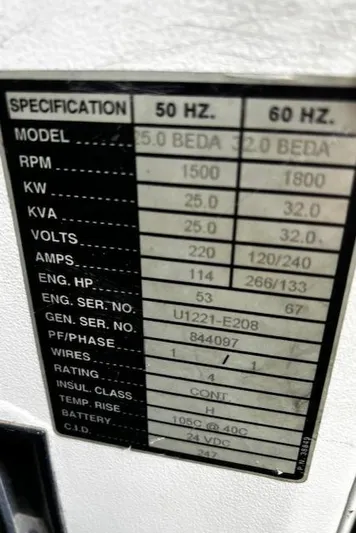 SPECIFICATION 50 HZ. 60 HZ.
MODEL 25.0 BEDA 32.0 BEDA
RPM 1500 1800
KW 25.0 32.0
KVA 25.0 32.0
VOLTS 220 120/240
AMPS 114 266/133
ENG. HP 53 67
ENG. SER. NO. U1221-E208
GEN. SER. NO. 844097
PF/PHASE 1 / 1
WIRES 4
RATING CONT.
INSUL. CLASS H
TEMP. RISE 105C @ 40C
BATTERY 24 VDC
C.I.D. 247
P.N. 38849